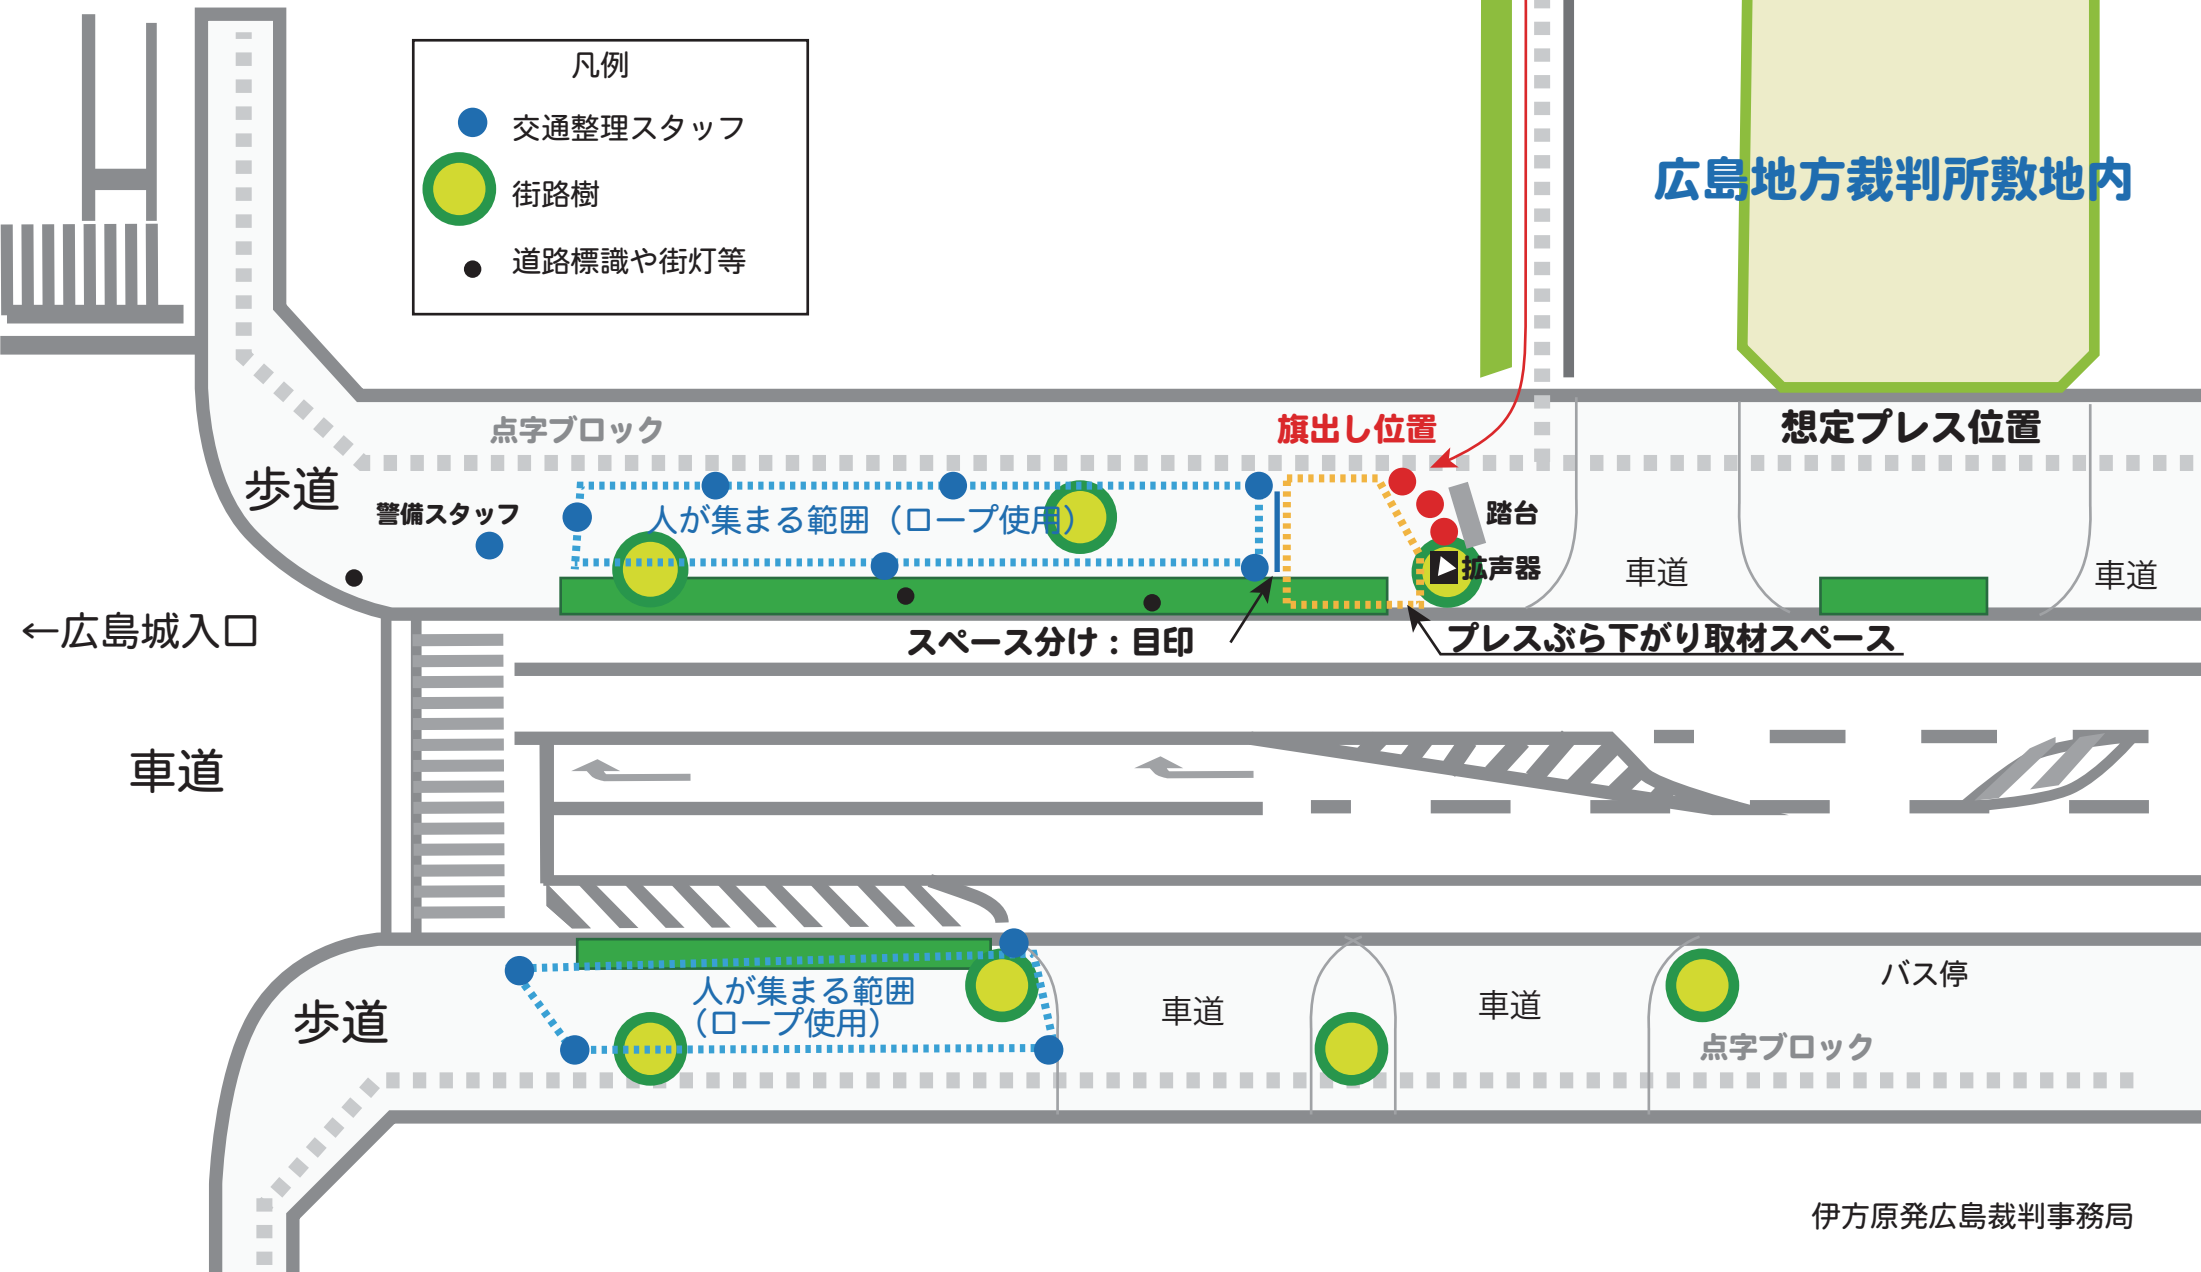 凡例
交通整理スタッフ
街路樹
道路標識や街灯等
広島地方裁判所敷地内
点字ブロック
旗出し位置
想定プレス位置
歩道
警備スタッフ
人が集まる範囲（ロープ使用）
踏台
拡声器
車道
車道
←広島城入口
スペース分け：目印
プレスぶら下がり取材スペース
車道
歩道
人が集まる範囲
（ロープ使用）
車道
車道
バス停
点字ブロック
伊方原発広島裁判事務局